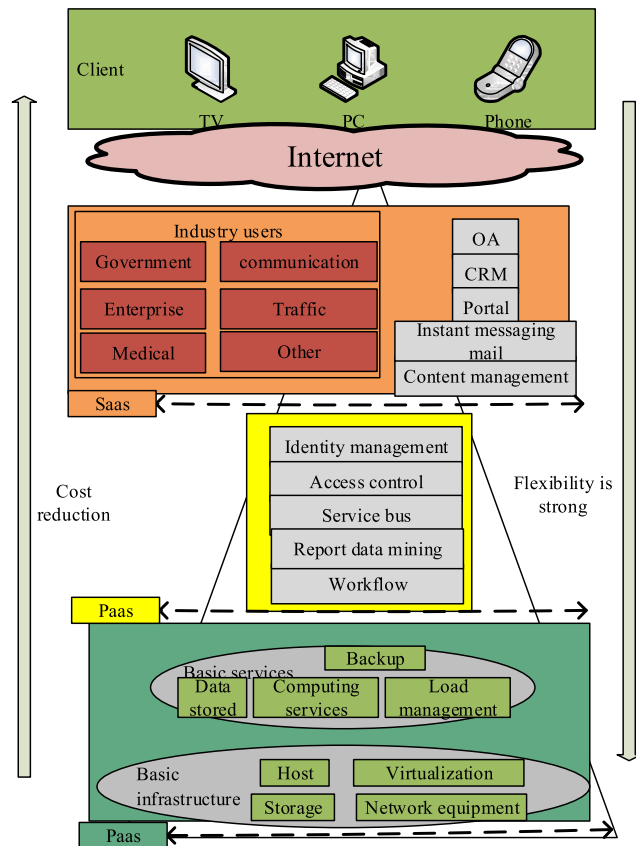 Client
TV
PC
Phone
Internet
Industry users
Government
communication
Enterprise
Traffic
Medical
Other
OA
CRM
Portal
Instant messaging
mail
Content management
Saas
Identity management
Access control
Service bus
Report data mining
Workflow
Cost
reduction
Flexibility is
strong
Paas
Basic services
Backup
Data
stored
Computing
services
Load
management
Basic
infrastructure
Host
Virtualization
Storage
Network equipment
Paas